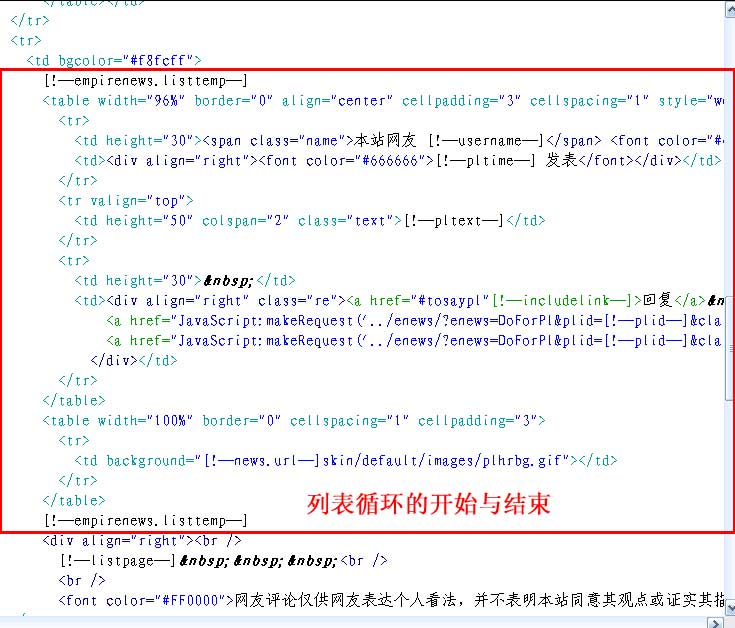 </table></td>
</tr>
<tr>
<td bgcolor="#f8fcff">
[!--empirenews.listtemp--]
<table width="96%" border="0" align="center" cellpadding="3" cellspacing="1" style="wo
<tr>
<td height="30"><span class="name">本站网友 [!--username--]</span> <font color="#
<td><div align="right"><font color="#666666">[!--pltime--] 发表</font></div></td>
</tr>
<tr valign="top">
<td height="50" colspan="2" class="text">[!--pltext--]</td>
</tr>
<tr>
<td height="30">&nbsp;</td>
<td><div align="right" class="re"><a href="#tosaypl"[!--includelink--]>回复</a>&n
<a href="JavaScript:makeRequest('../enews/?enews=DoForPl&plid=[!--plid--]&cla
<a href="JavaScript:makeRequest('../enews/?enews=DoForPl&plid=[!--plid--]&cla
</div></td>
</tr>
</table>
<table width="100%" border="0" cellspacing="1" cellpadding="3">
<tr>
<td background="[!--news.url--]skin/default/images/plhrbg.gif"></td>
</tr>
</table>
列表循环的开始与结束
[!--empirenews.listtemp--]
<div align="right"><br />
[!--listpage--]&nbsp;&nbsp;&nbsp;<br />
<br />
<font color="#FF0000">网友评论仅供网友表达个人看法，并不表明本站同意其观点或证实其描